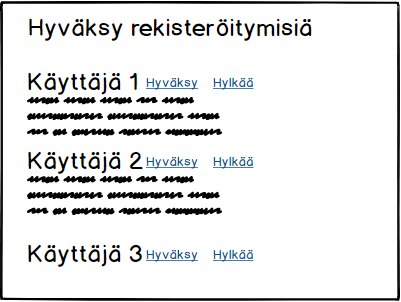 Hyväksy rekisteröitymisiä
Käyttäjä 1 Hyväksy Hylkää
Käyttäjä 2 Hyväksy Hylkää
Käyttäjä 3 Hyväksy Hylkää